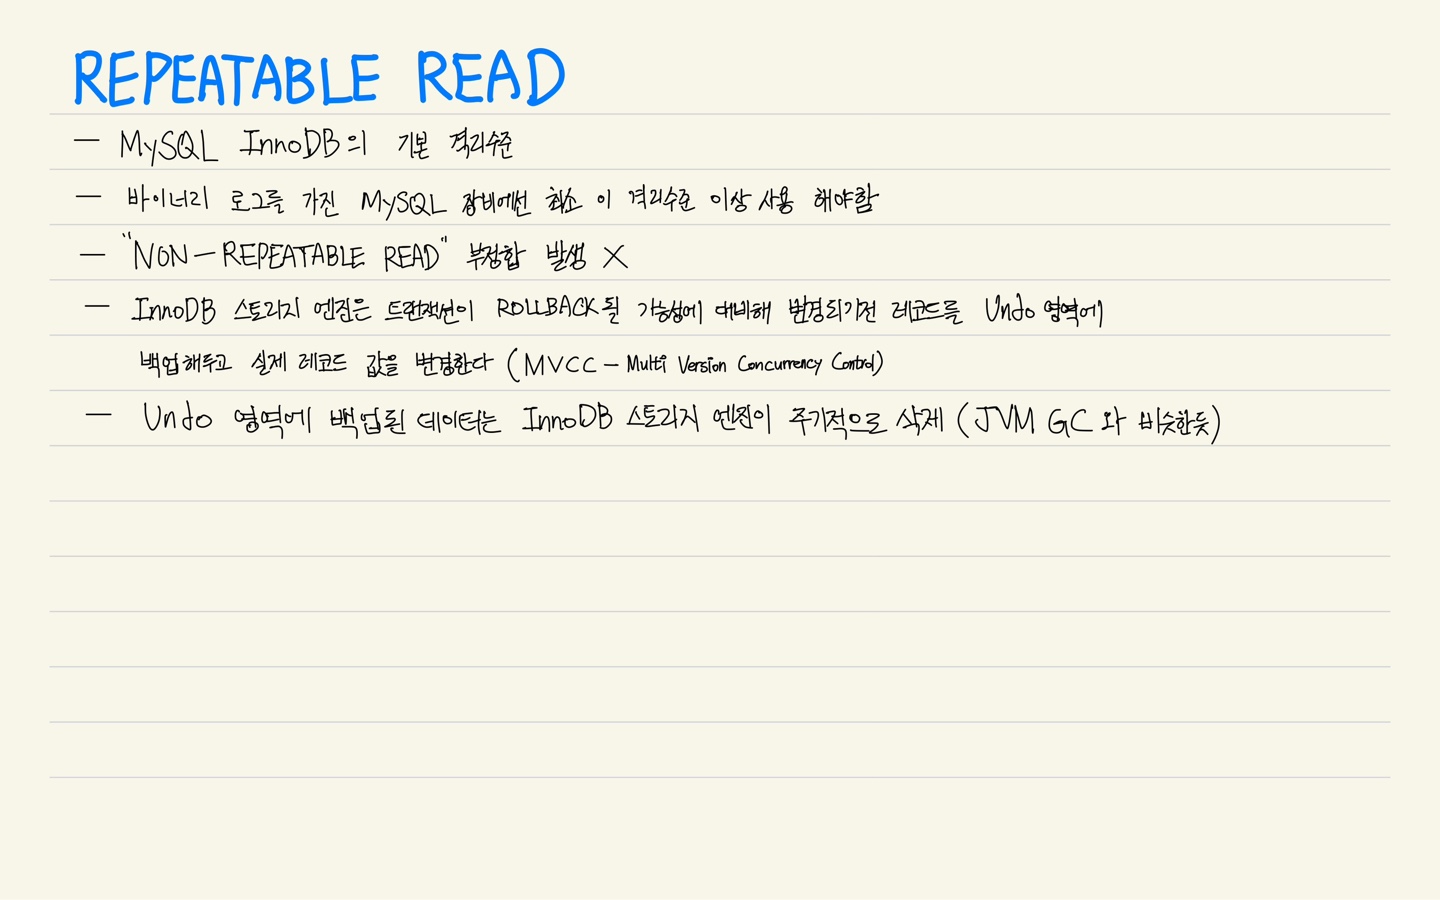 REPEATABLE READ
— MySQL InnoDB의 기본 격리수준
— 바이너리 로그를 가진 MySQL 장비에선 최소 이 격리수준 이상 사용 해야함
— "NON-REPEATABLE READ" 부정합 발생 X
— InnoDB 스토리지 엔진은 트랜잭션이 ROLLBACK될 가능성에 대비해 변경되기전 레코드를 Undo 영역에
백업해두고 실제 레코드 값을 변경한다 (MVCC - Multi Version Concurrency Control)
— Undo 영역에 백업된 데이터는 InnoDB 스토리지 엔진이 주기적으로 삭제 (JVM GC 와 비슷한듯)